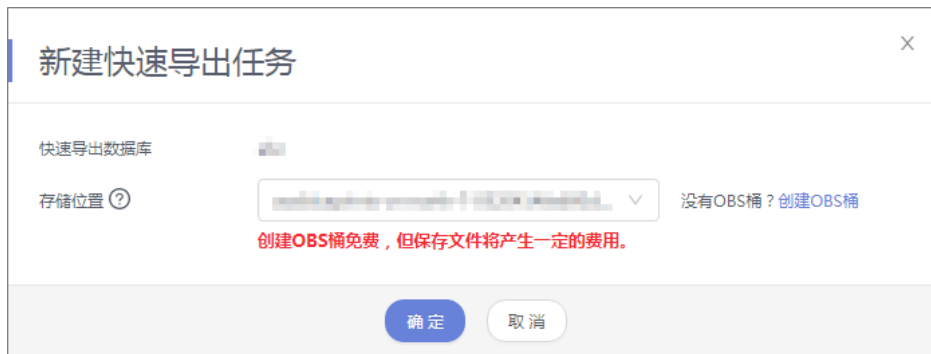 新建快速导出任务
快速导出数据库
存储位置 ? 没有OBS桶？创建OBS桶
创建OBS桶免费，但保存文件将产生一定的费用。
确定 取消